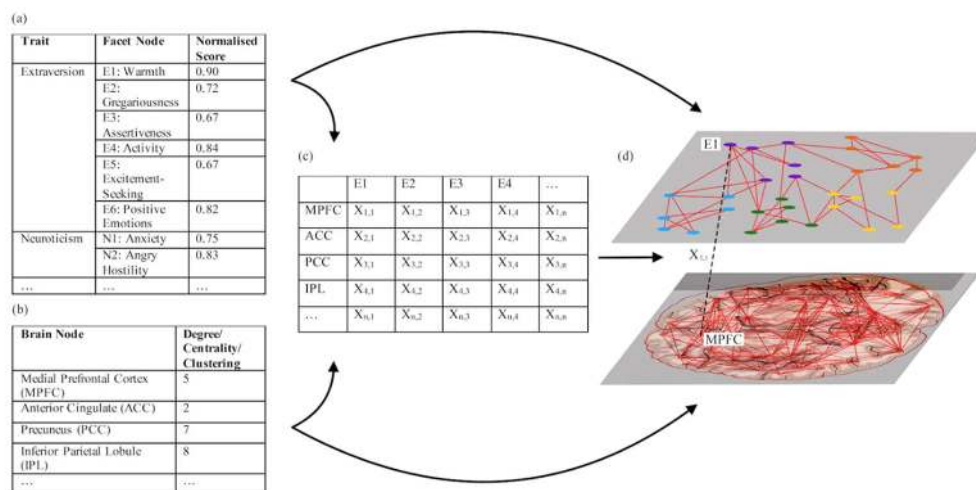 (a)
Trait Facet Node Normalised
Score
Extraversion E1: Warmth 0.90
E2: 0.72
Gregariousness
E3: 0.67
Assertiveness
E4: Activity 0.84
E5: 0.67
Excitement-
Seeking
E6: Positive 0.82
Emotions
Neuroticism N1: Anxiety 0.75
N2: Angry 0.83
Hostility
... ... ...
(b)
Brain Node Degree/
Centrality/
Clustering
Medial Prefrontal Cortex 5
(MPFC)
Anterior Cingulate (ACC) 2
Precuneus (PCC) 7
Inferior Parietal Lobule 8
(IPL)
... ...
(c)
E1 E2 E3 E4 ...
MPFC X1,1 X1,2 X1,3 X1,4 X1,n
ACC X2,1 X2,2 X2,3 X2,4 X2,n
PCC X3,1 X3,2 X3,3 X3,4 X3,n
IPL X4,1 X4,2 X4,3 X4,4 X4,n
... Xn,1 Xn,2 Xn,3 Xn,4 Xn,n
(d)
E1
MPFC